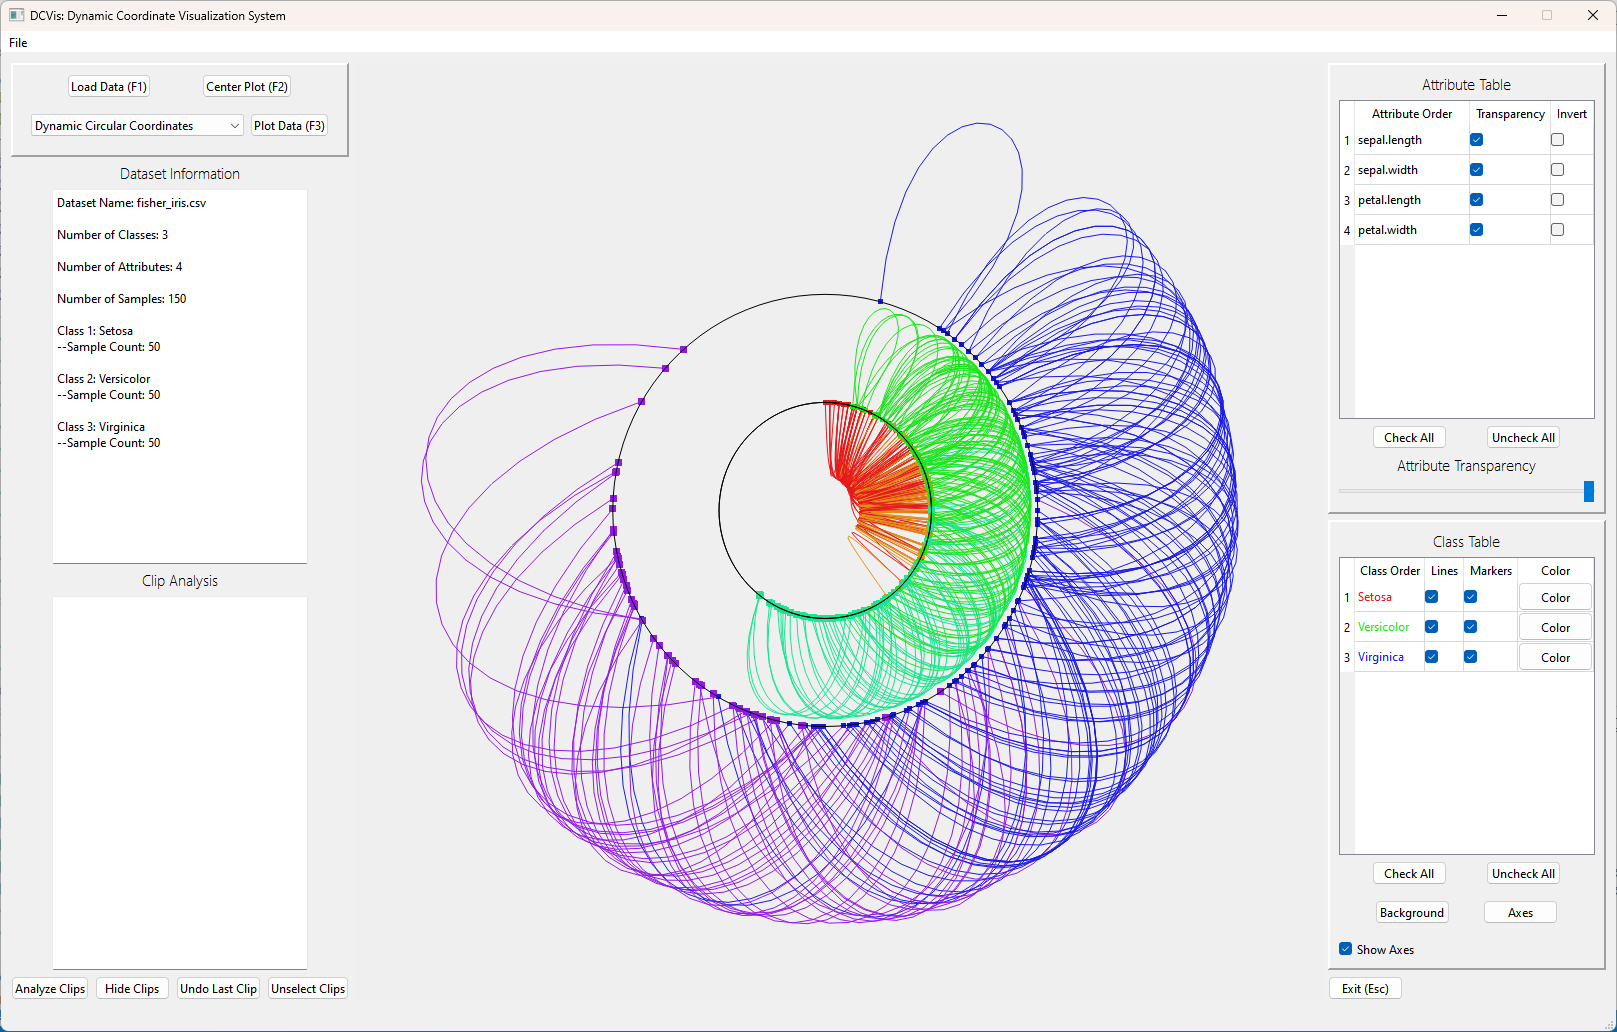 DCVis: Dynamic Coordinate Visualization System
File
Load Data (F1)
Center Plot (F2)
Dynamic Circular Coordinates
Plot Data (F3)
Dataset Information
Dataset Name: fisher_iris.csv
Number of Classes: 3
Number of Attributes: 4
Number of Samples: 150
Class 1: Setosa
--Sample Count: 50
Class 2: Versicolor
--Sample Count: 50
Class 3: Virginica
--Sample Count: 50
Clip Analysis
Analyze Clips
Hide Clips
Undo Last Clip
Unselect Clips
Attribute Table
Attribute Order Transparency Invert
1 sepal.length
2 sepal.width
3 petal.length
4 petal.width
Check All
Uncheck All
Attribute Transparency
Class Table
Class Order Lines Markers Color
1 Setosa Color
2 Versicolor Color
3 Virginica Color
Check All
Uncheck All
Background
Axes
Show Axes
Exit (Esc)